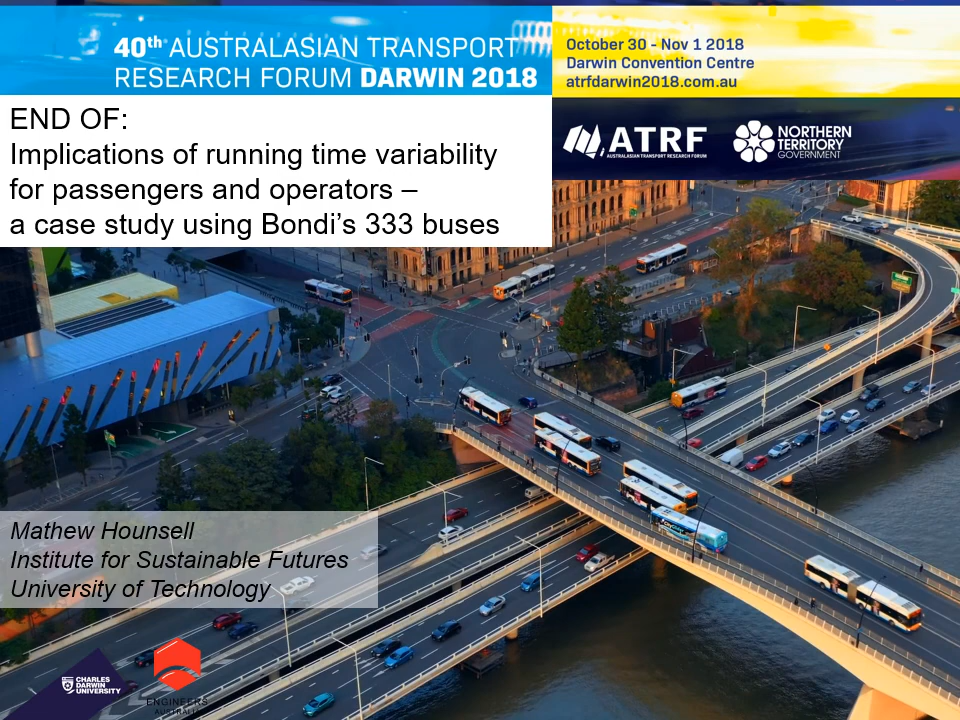 40th AUSTRALASIAN TRANSPORT
RESEARCH FORUM DARWIN 2018
October 30 - Nov 1 2018
Darwin Convention Centre
atrfdarwin2018.com.au
END OF:
Implications of running time variability
for passengers and operators –
a case study using Bondi’s 333 buses
ATRF
AUSTRALASIAN TRANSPORT RESEARCH FORUM
NORTHERN
TERRITORY
GOVERNMENT
Mathew Hounsell
Institute for Sustainable Futures
University of Technology
CHARLES
DARWIN
UNIVERSITY
ENGINEERS
AUSTRALIA